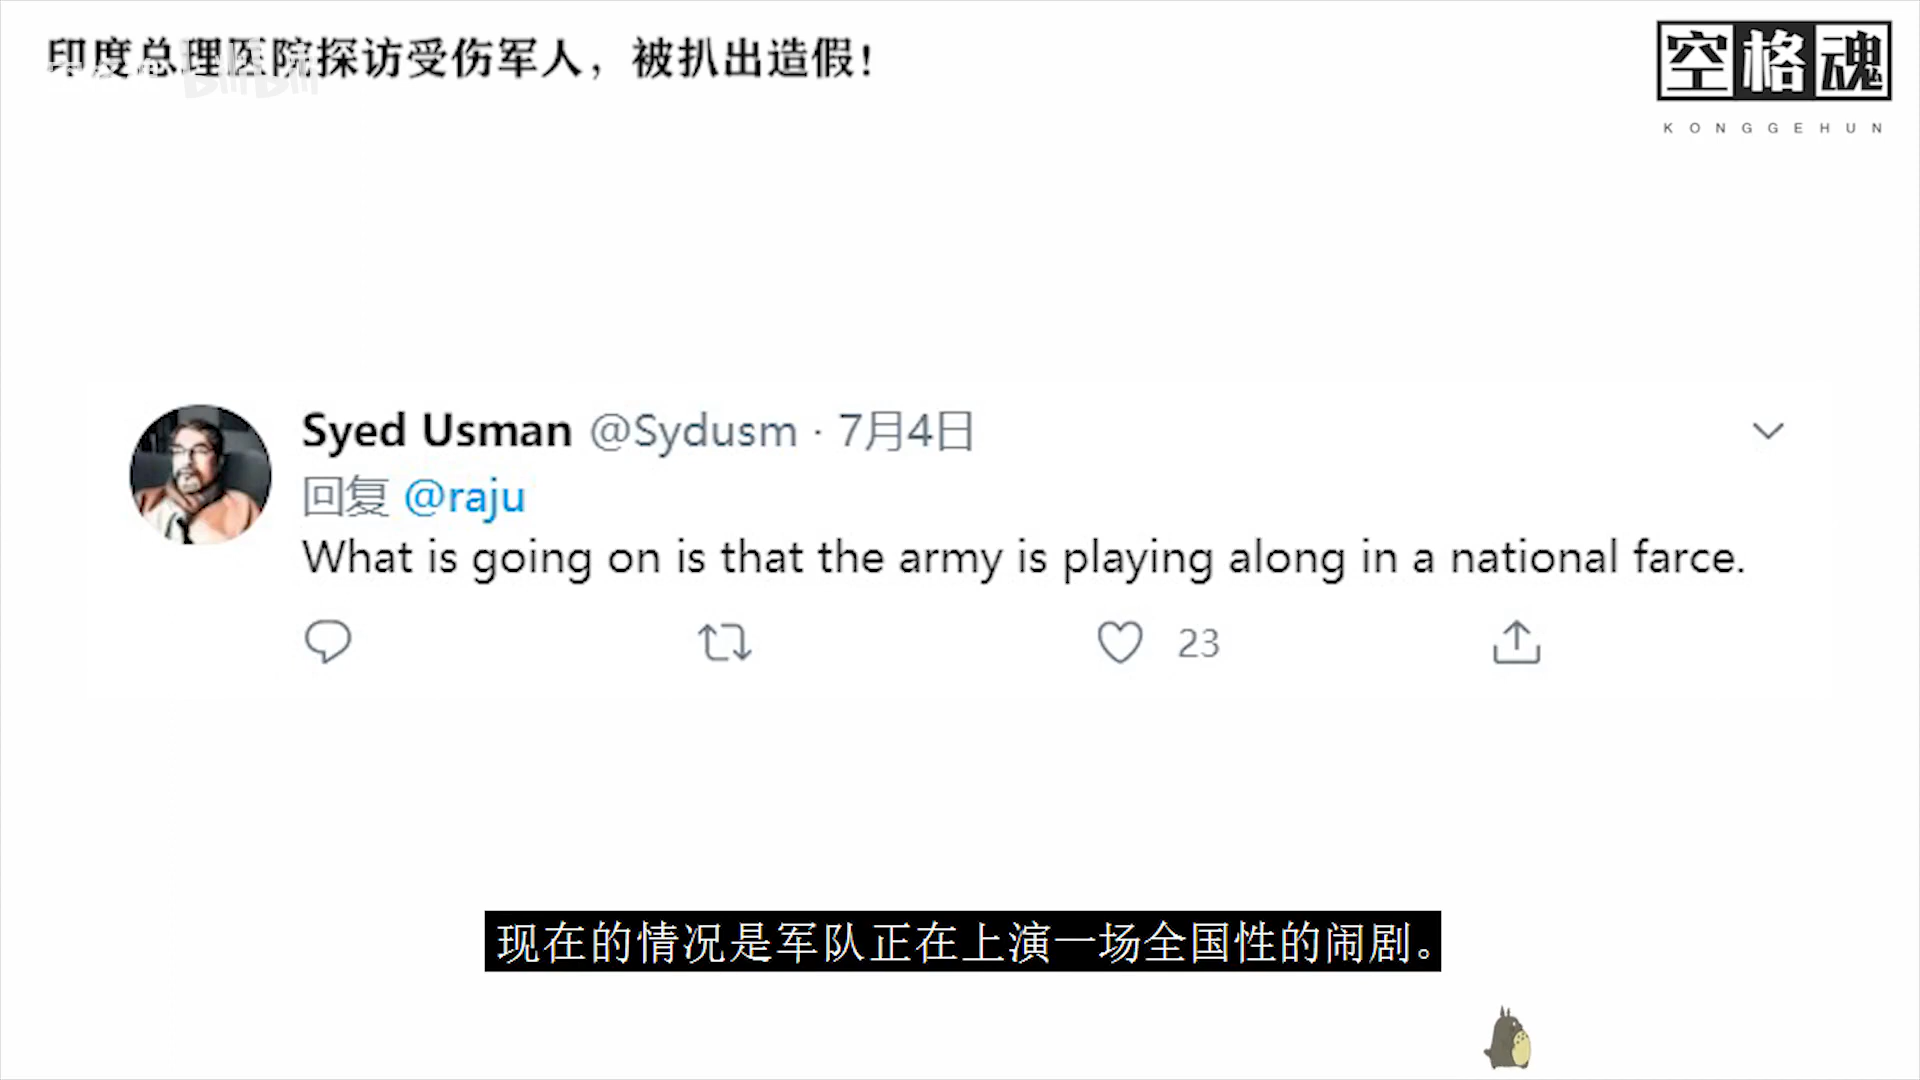 印度总理医院探访受伤军人，被扒出造假！
空格魂
KONGGEHUN
Syed Usman @Sydusm · 7月4日
回复 @raju
What is going on is that the army is playing along in a national farce.
23
现在的情况是军队正在上演一场全国性的闹剧。